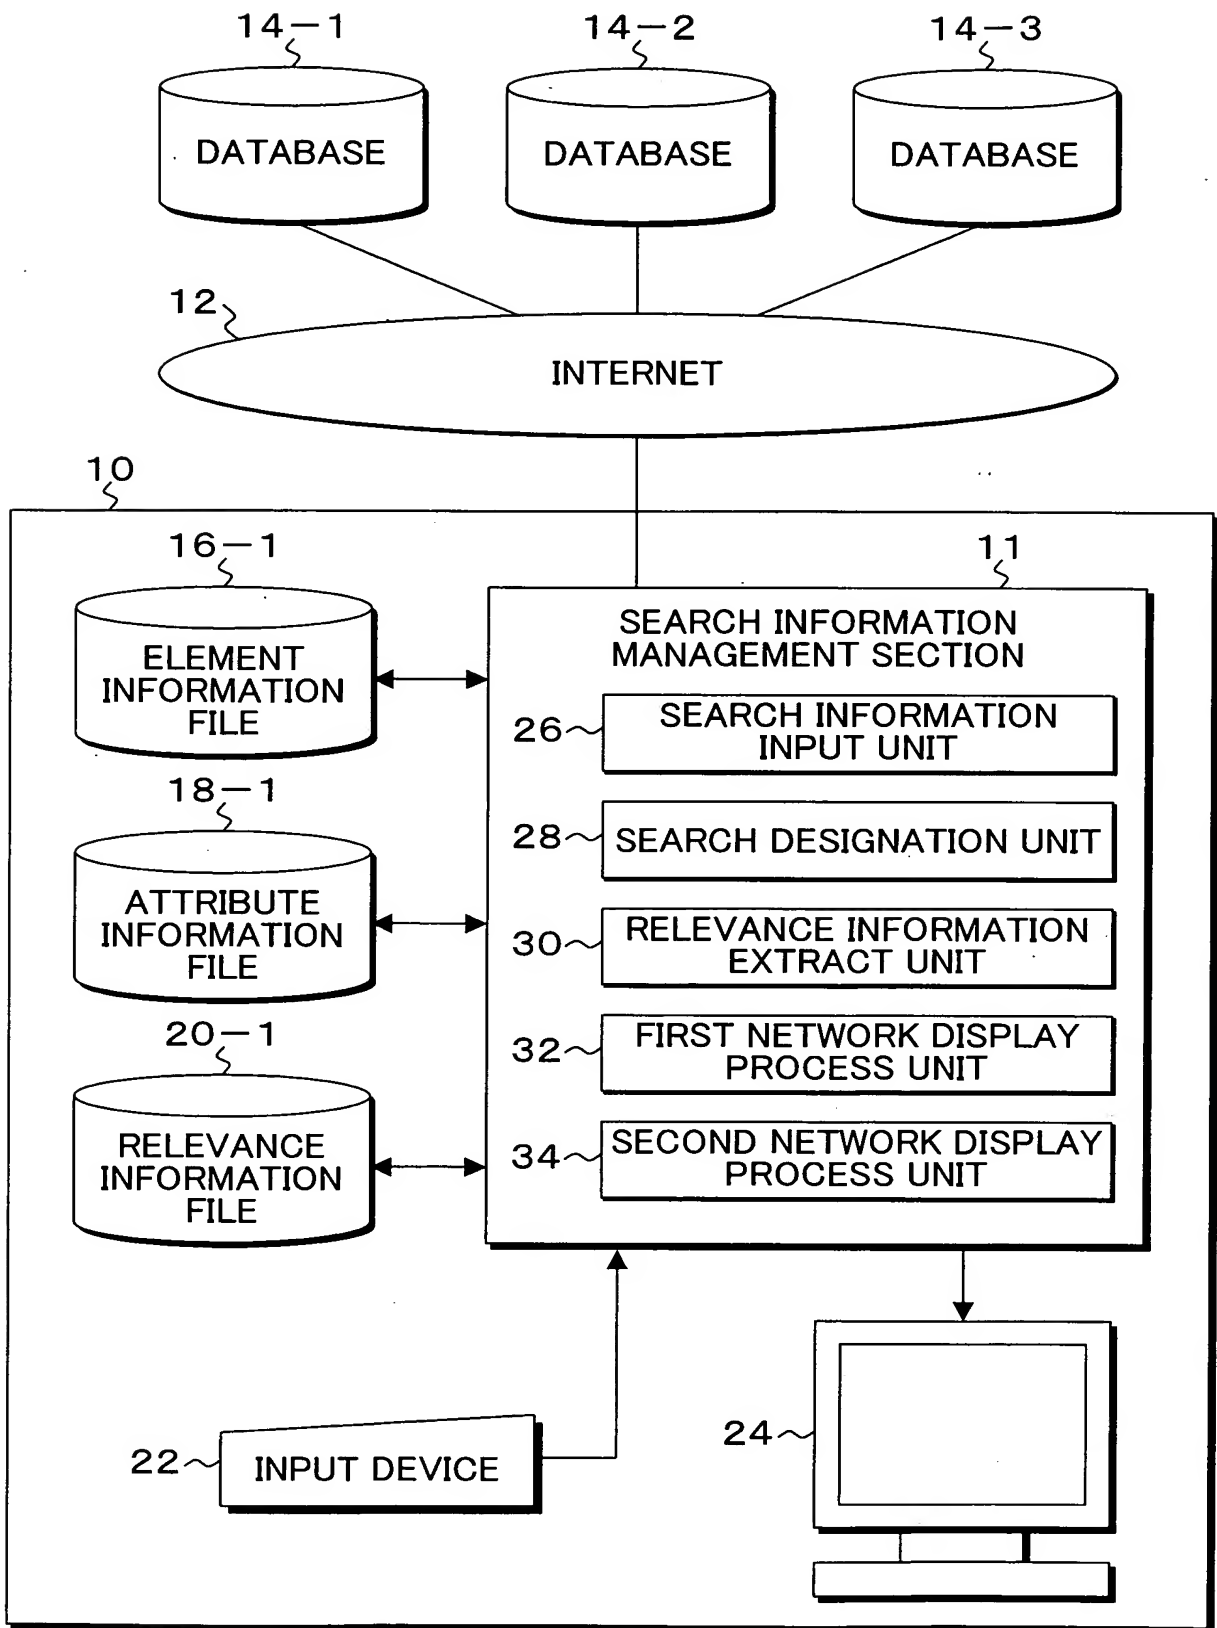 14-1
14-2
14-3
DATABASE
DATABASE
DATABASE
12
INTERNET
10
16-1
11
ELEMENT
INFORMATION
FILE
SEARCH INFORMATION
MANAGEMENT SECTION
26
SEARCH INFORMATION
INPUT UNIT
18-1
28
SEARCH DESIGNATION UNIT
ATTRIBUTE
INFORMATION
FILE
30
RELEVANCE INFORMATION
EXTRACT UNIT
20-1
32
FIRST NETWORK DISPLAY
PROCESS UNIT
RELEVANCE
INFORMATION
FILE
34
SECOND NETWORK DISPLAY
PROCESS UNIT
22
INPUT DEVICE
24